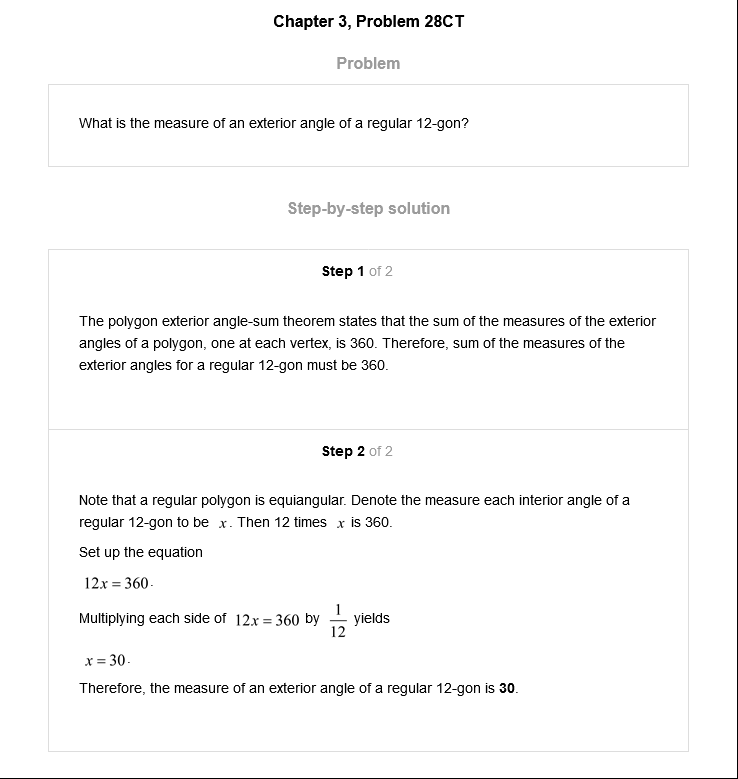 Chapter 3, Problem 28CT
Problem
What is the measure of an exterior angle of a regular 12-gon?
Step-by-step solution
Step 1 of 2
The polygon exterior angle-sum theorem states that the sum of the measures of the exterior
angles of a polygon, one at each vertex, is 360. Therefore, sum of the measures of the
exterior angles for a regular 12-gon must be 360.
Step 2 of 2
Note that a regular polygon is equiangular. Denote the measure each interior angle of a
regular 12-gon to be x. Then 12 times x is 360.
Set up the equation
12x = 360.
Multiplying each side of 12x = 360 by 1/12 yields
x = 30.
Therefore, the measure of an exterior angle of a regular 12-gon is 30.